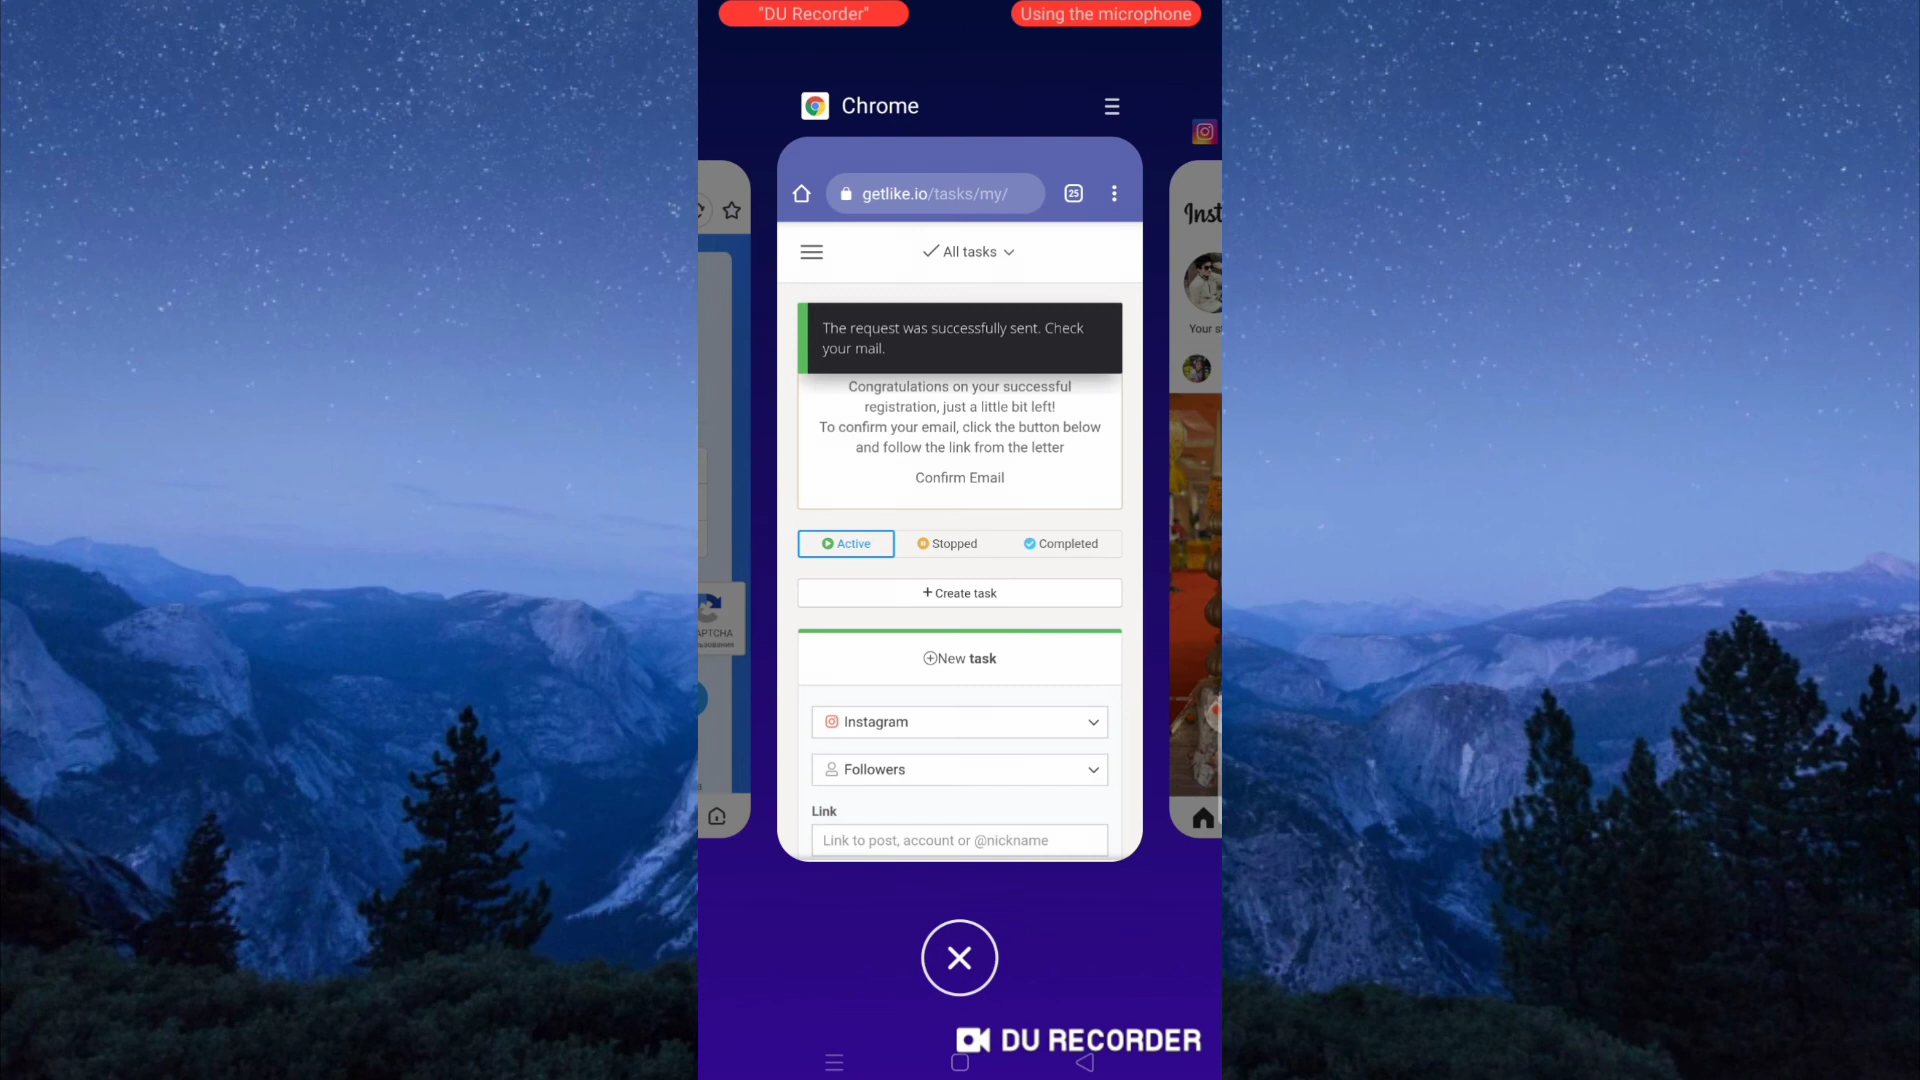 "DU Recorder"
Using the microphone
Chrome
getlike.io/tasks/my/
25
All tasks
The request was successfully sent. Check
your mail.
Congratulations on your successful
registration, just a little bit left!
To confirm your email, click the button below
and follow the link from the letter
Confirm Email
Active
Stopped
Completed
+ Create task
New task
Instagram
Followers
Link
Link to post, account or @nickname
Inst
Your s
APTCHA
DU RECORDER